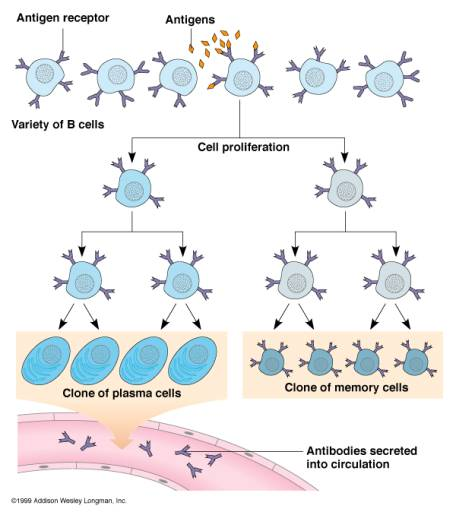 Antigen receptor
Antigens
Variety of B cells
Cell proliferation
Clone of plasma cells
Clone of memory cells
Antibodies secreted
into circulation
©1999 Addison Wesley Longman, Inc.